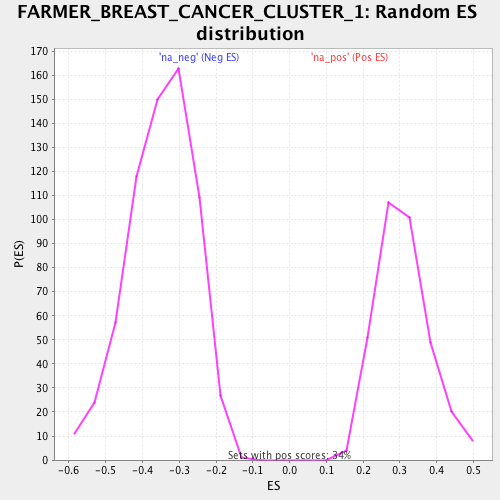 FARMER_BREAST_CANCER_CLUSTER_1: Random ES
distribution
'na_neg' (Neg ES)
'na_pos' (Pos ES)
P(ES)
170
160
150
140
130
120
110
100
90
80
70
60
50
40
30
20
10
0
Sets with pos scores: 34%
-0.6 -0.5 -0.4 -0.3 -0.2 -0.1 0.0 0.1 0.2 0.3 0.4 0.5
ES